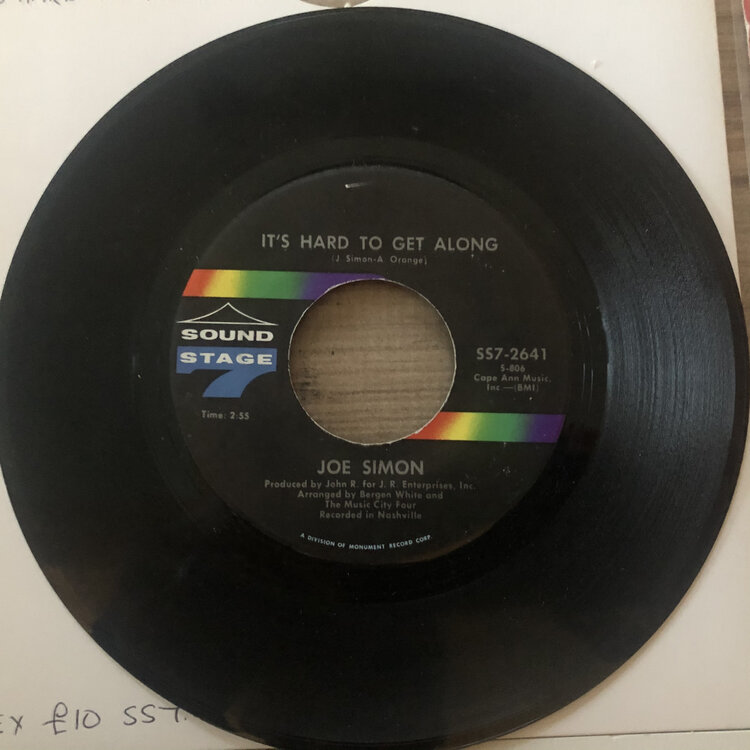 IT'S HARD TO GET ALONG
(J. Simon-A. Orange)
SOUND
STAGE
7
Time: 2:55
SS7-2641
S-806
Cape Ann Music,
Inc.—(BMI)
JOE SIMON
Produced by John R. for J. R. Enterprises, Inc.
Arranged by Bergen White and
The Music City Four
Recorded in Nashville
A DIVISION OF MONUMENT RECORD CORP.
EX £10 SS7.